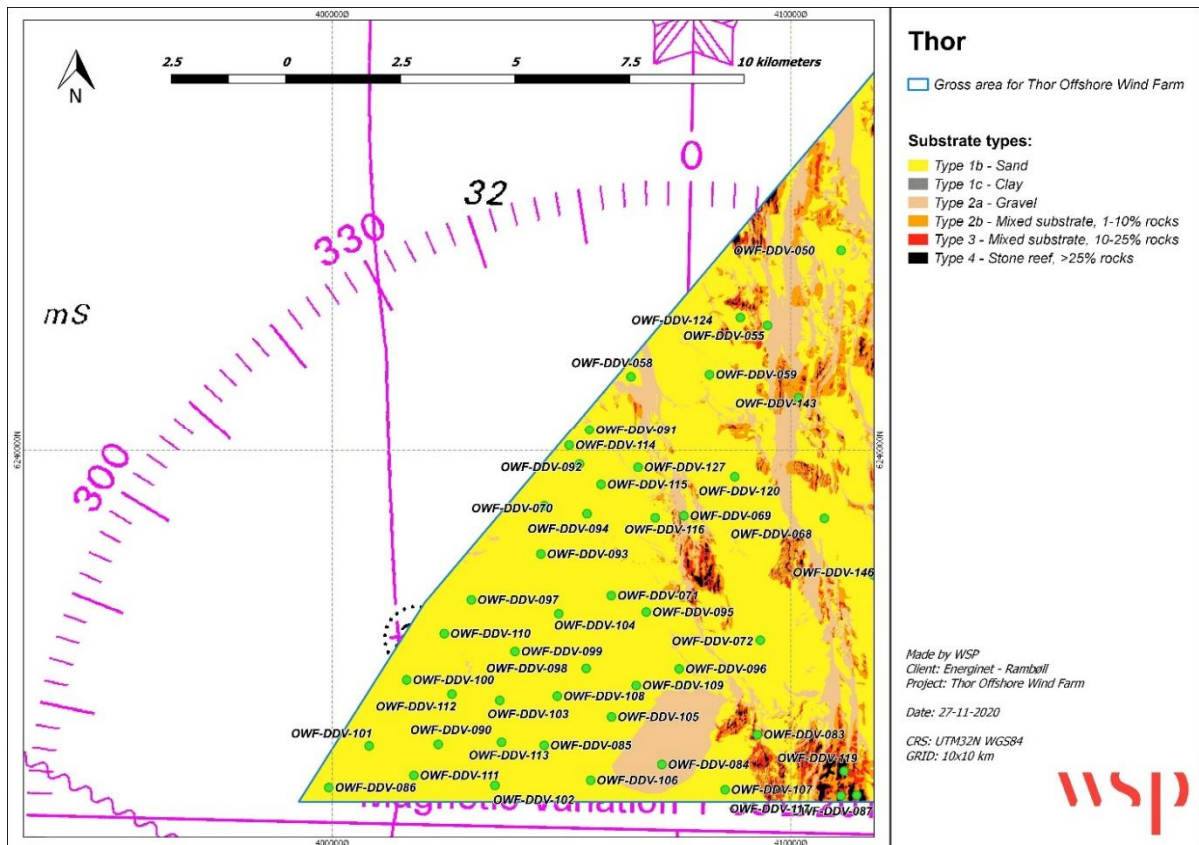 400000Ø
4100000
2.5 0 2.5 5 7.5 10 kilometers
N
0
32
330
300
mS
6240000N
6240000N
OWF-DDV-050
OWF-DDV-124
OWF-DDV-055
OWF-DDV-058
OWF-DDV-059
OWF-DDV-143
OWF-DDV-091
OWF-DDV-114
OWF-DDV-092
OWF-DDV-127
OWF-DDV-115
OWF-DDV-120
OWF-DDV-070
OWF-DDV-094
OWF-DDV-069
OWF-DDV-116
OWF-DDV-068
OWF-DDV-093
OWF-DDV-146
OWF-DDV-097
OWF-DDV-071
OWF-DDV-104
OWF-DDV-095
OWF-DDV-110
OWF-DDV-072
OWF-DDV-099
OWF-DDV-098
OWF-DDV-096
OWF-DDV-100
OWF-DDV-109
OWF-DDV-112
OWF-DDV-108
OWF-DDV-103
OWF-DDV-105
OWF-DDV-101
OWF-DDV-090
OWF-DDV-083
OWF-DDV-113
OWF-DDV-085
OWF-DDV-119
OWF-DDV-084
OWF-DDV-111
OWF-DDV-106
OWF-DDV-086
OWF-DDV-107
OWF-DDV-102
OWF-DDV-117
OWF-DDV-087
Magnetic Variation
Thor
Gross area for Thor Offshore Wind Farm
Substrate types:
Type 1b - Sand
Type 1c - Clay
Type 2a - Gravel
Type 2b - Mixed substrate, 1-10% rocks
Type 3 - Mixed substrate, 10-25% rocks
Type 4 - Stone reef, >25% rocks
Made by WSP
Client: Energinet - Rambøll
Project: Thor Offshore Wind Farm
Date: 27-11-2020
CRS: UTM32N WGS84
GRID: 10x10 km
wsp